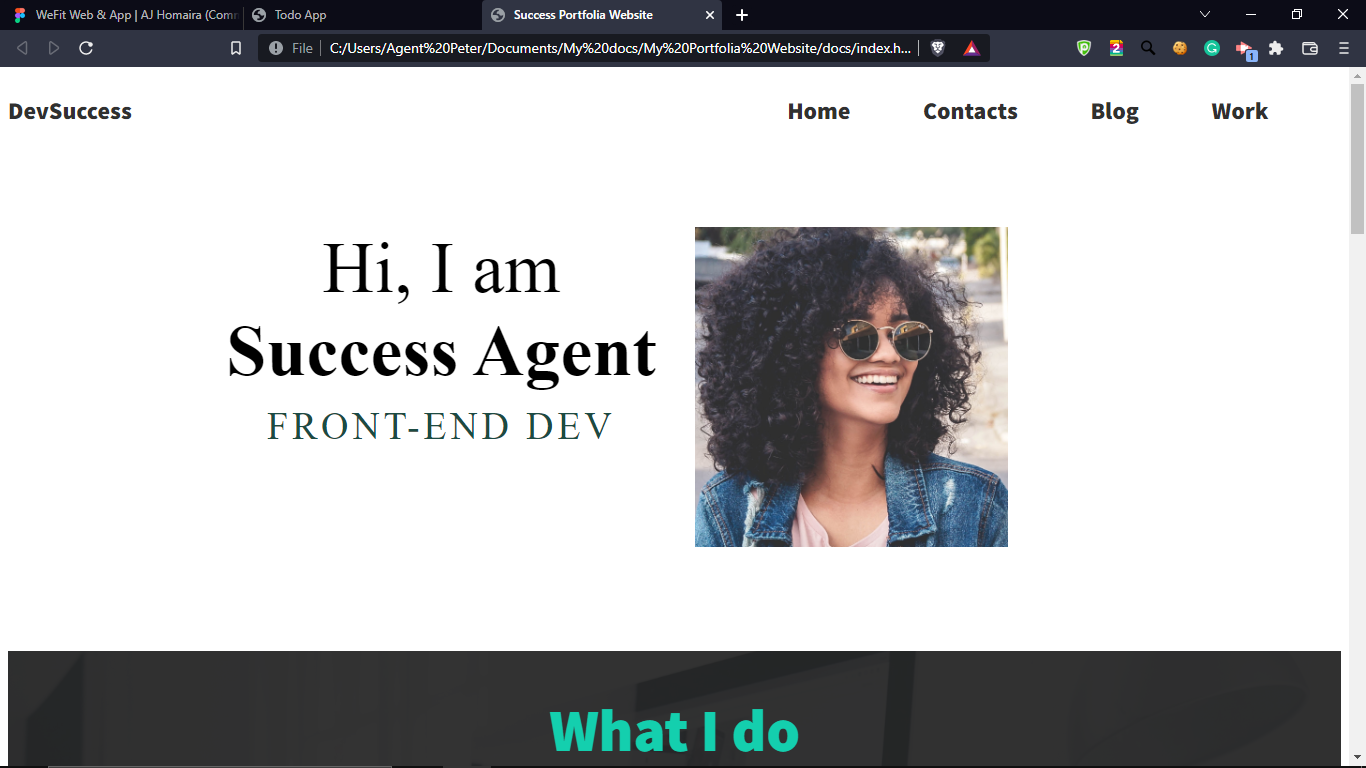 WeFit Web & App | AJ Homaira (Comm
Todo App
Success Portfolia Website
File
C:/Users/Agent%20Peter/Documents/My%20docs/My%20Portfolia%20Website/docs/index.h...
2
G
1
DevSuccess
Home
Contacts
Blog
Work
Hi, I am
Success Agent
FRONT-END DEV
What I do